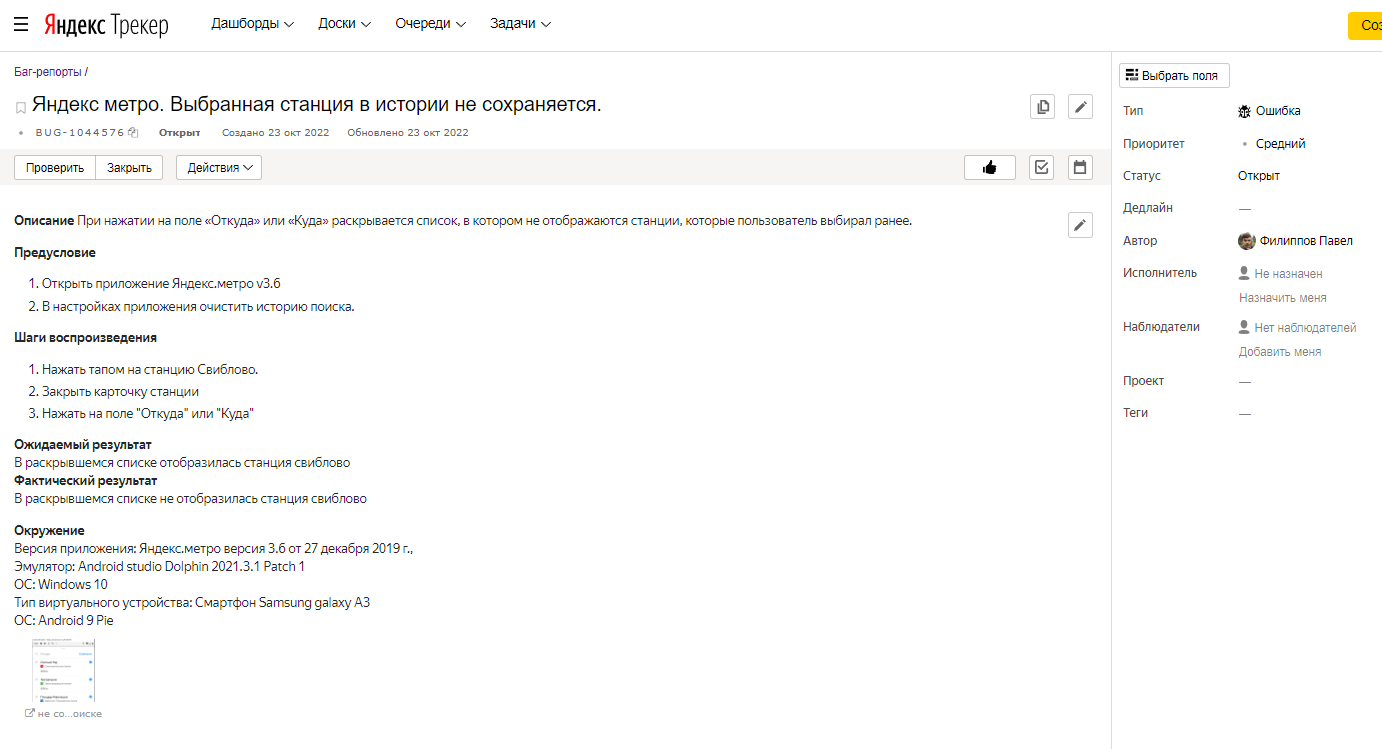 Яндекс Трекер
Дашборды
Доски
Очереди
Задачи
Соз
Баг-репорты /
Яндекс метро. Выбранная станция в истории не сохраняется.
BUG-1044576
Открыт
Создано 23 окт 2022
Обновлено 23 окт 2022
Проверить
Закрыть
Действия
Описание При нажатии на поле «Откуда» или «Куда» раскрывается список, в котором не отображаются станции, которые пользователь выбирал ранее.
Предусловие
1. Открыть приложение Яндекс.метро v3.6
2. В настройках приложения очистить историю поиска.
Шаги воспроизведения
1. Нажать тапом на станцию Свиблово.
2. Закрыть карточку станции
3. Нажать на поле "Откуда" или "Куда"
Ожидаемый результат
В раскрывшемся списке отобразилась станция свиблово
Фактический результат
В раскрывшемся списке не отобразилась станция свиблово
Окружение
Версия приложения: Яндекс.метро версия 3.6 от 27 декабря 2019 г.,
Эмулятор: Android studio Dolphin 2021.3.1 Patch 1
ОС: Windows 10
Тип виртуального устройства: Смартфон Samsung galaxy A3
ОС: Android 9 Pie
не со...оиске
Выбрать поля
Тип Ошибка
Приоритет Средний
Статус Открыт
Дедлайн —
Автор Филиппов Павел
Исполнитель Не назначен
Назначить меня
Наблюдатели Нет наблюдателей
Добавить меня
Проект —
Теги —